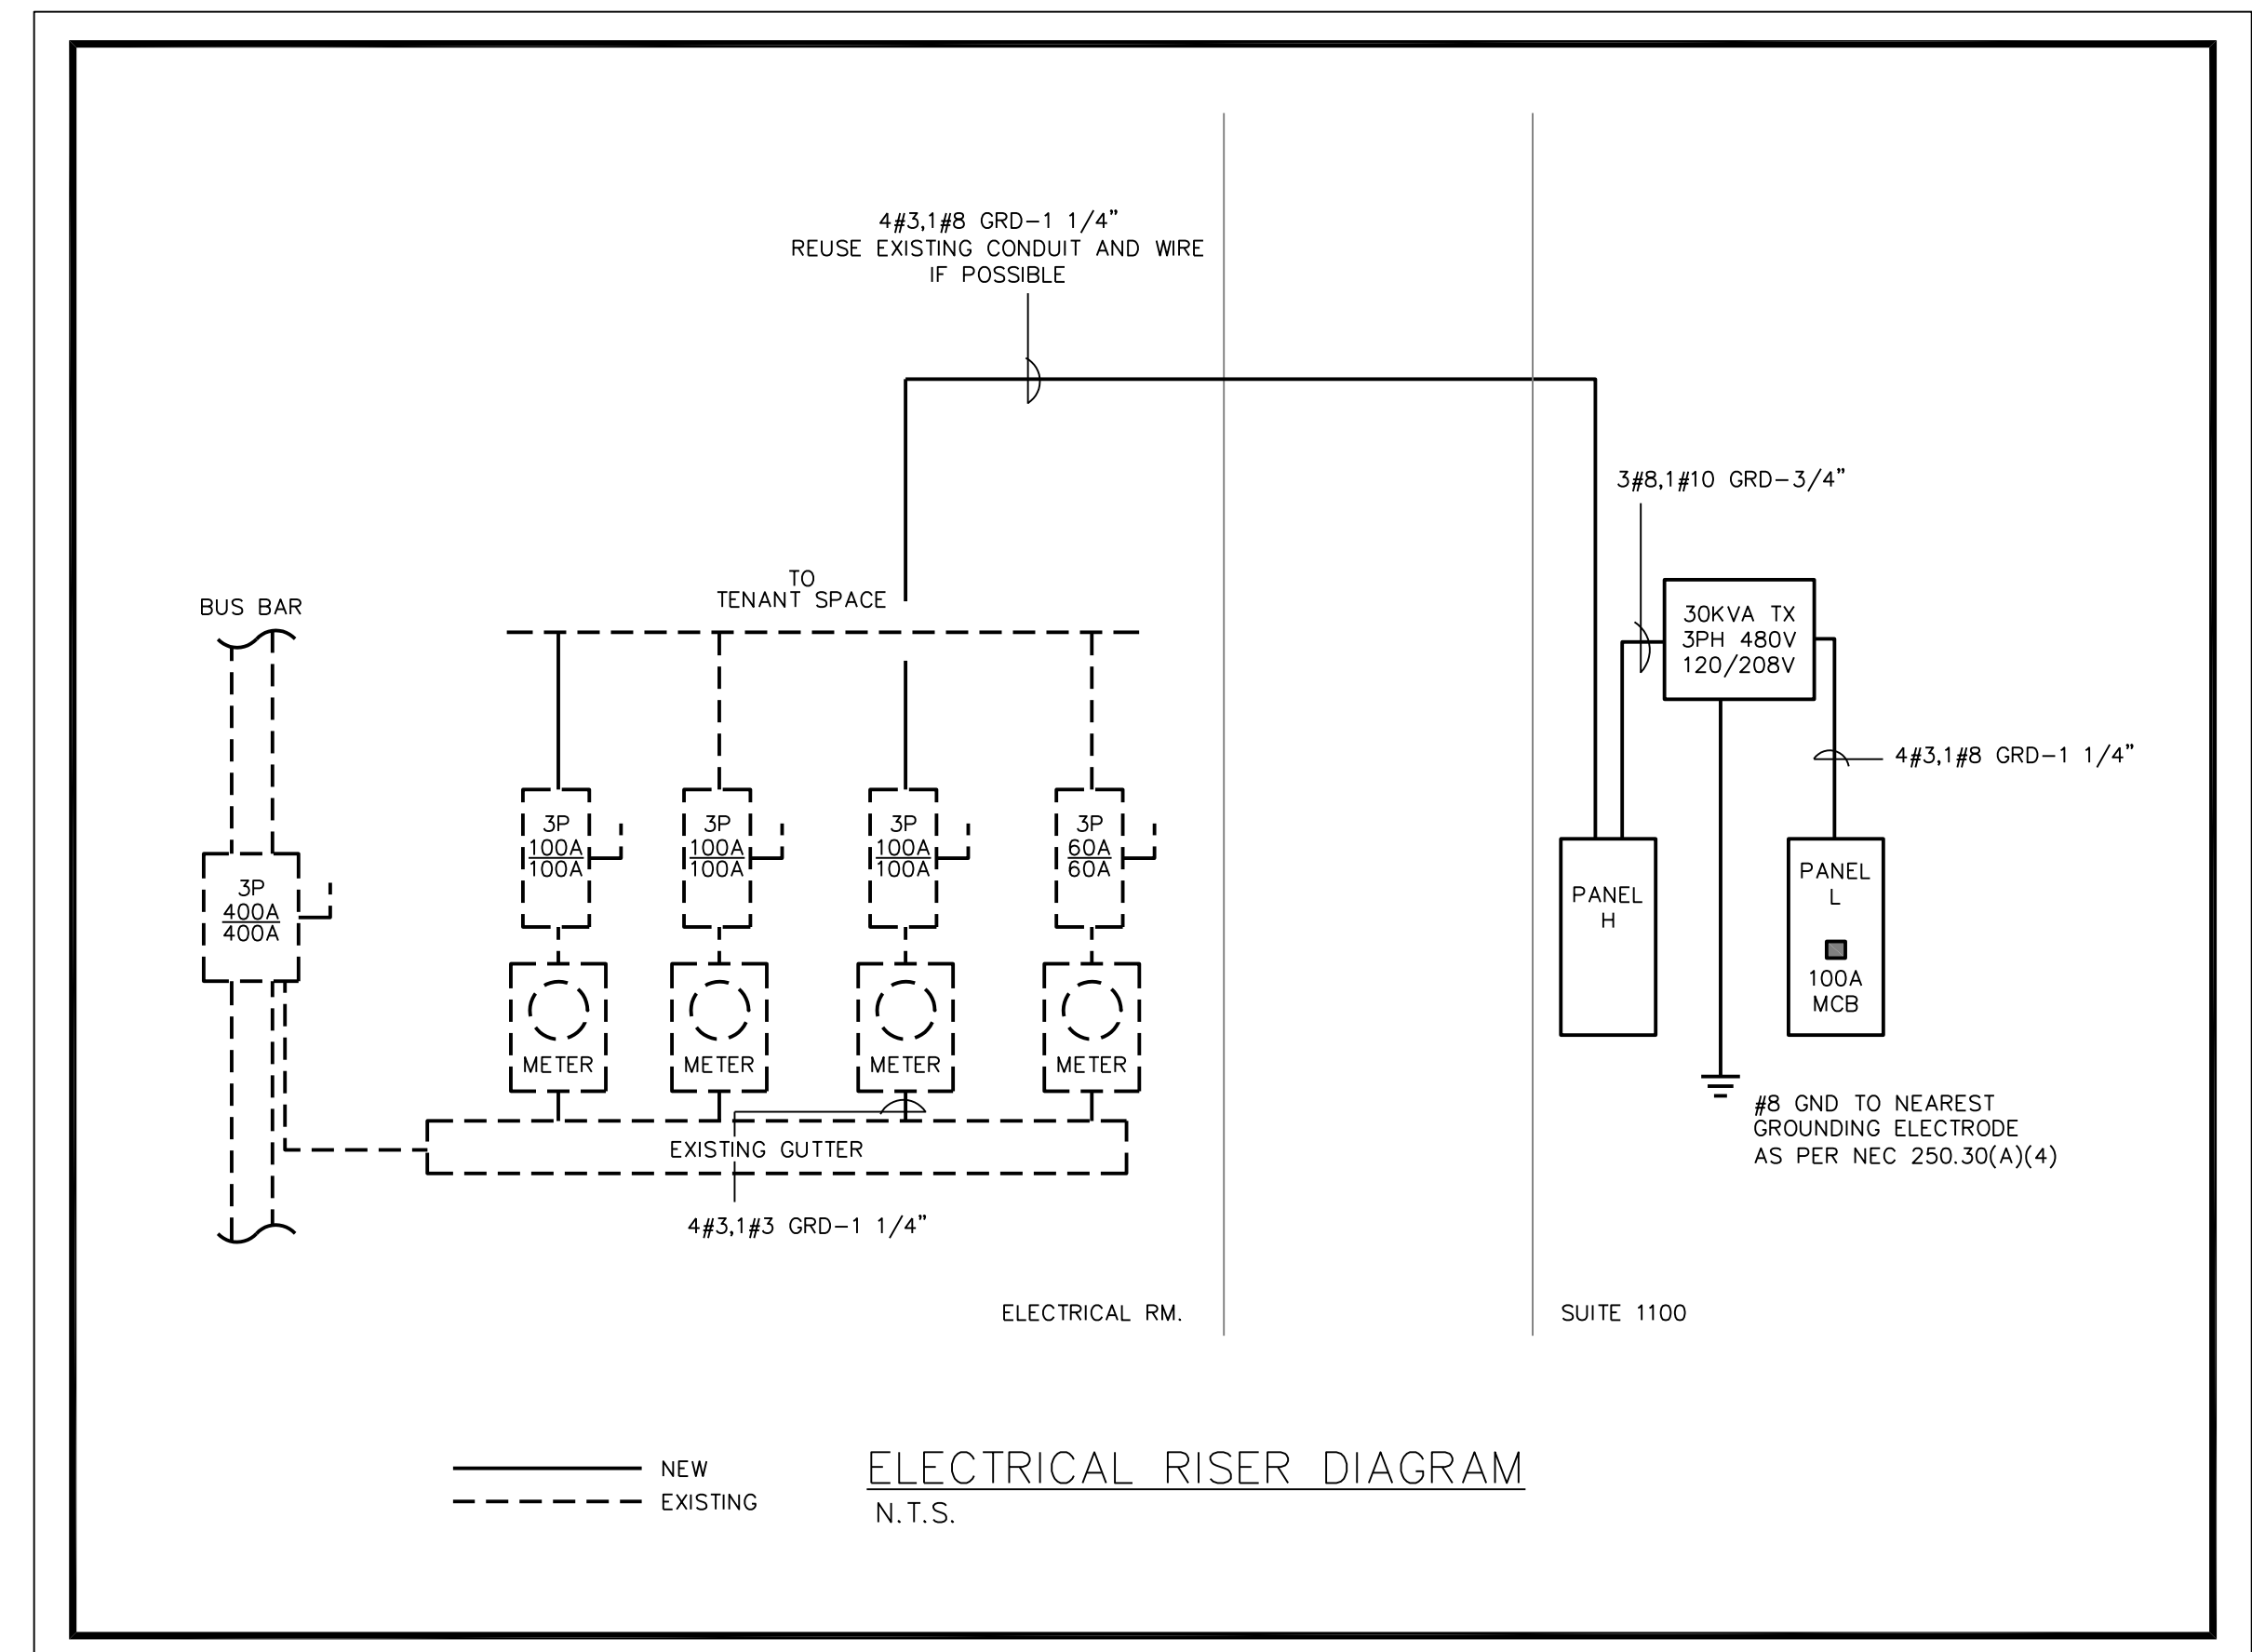 4#3,1#8 GRD-1 1/4"
REUSE EXISTING CONDUIT AND WIRE
IF POSSIBLE
3#8,1#10 GRD-3/4"
TO
TENANT SPACE
BUS BAR
30KVA TX
3PH 480V
120/208V
4#3,1#8 GRD-1 1/4"
3P
100A
100A
3P
100A
100A
3P
100A
100A
3P
60A
60A
3P
400A
400A
PANEL
H
PANEL
L
100A
MCB
METER
METER
METER
METER
EXISTING GUTTER
#8 GND TO NEAREST
GROUNDING ELECTRODE
AS PER NEC 250.30(A)(4)
4#3,1#3 GRD-1 1/4"
ELECTRICAL RM.
SUITE 1100
NEW
EXISTING
ELECTRICAL RISER DIAGRAM
N.T.S.